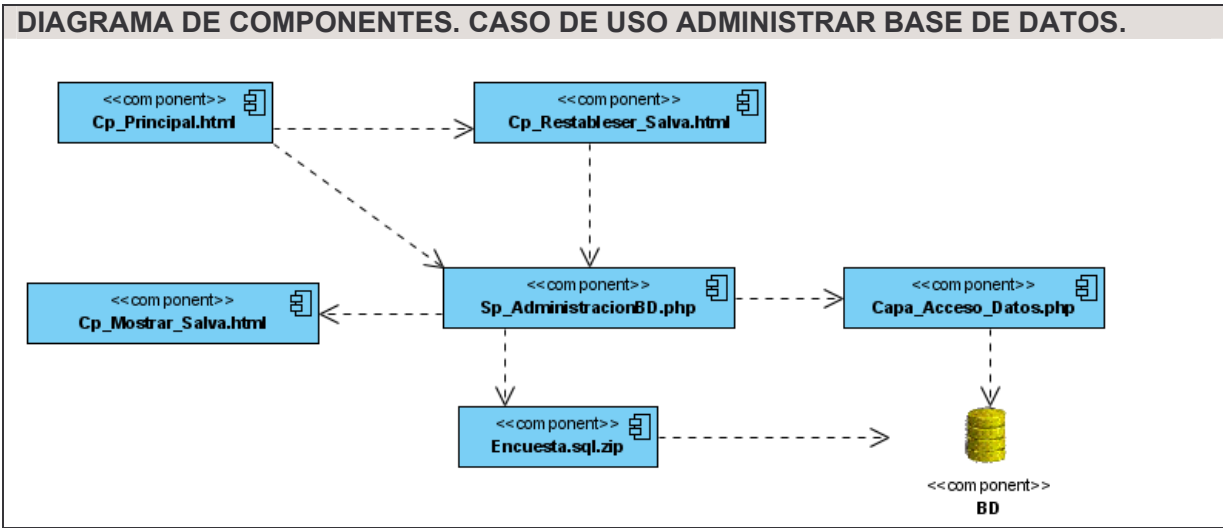 DIAGRAMA DE COMPONENTES. CASO DE USO ADMINISTRAR BASE DE DATOS.
<<component>>
Cp_Principal.html
<<component>>
Cp_Restableser_Salva.html
<<component>>
Cp_Mostrar_Salva.html
<<component>>
Sp_AdministracionBD.php
<<component>>
Capa_Acceso_Datos.php
<<component>>
Encuesta.sql.zip
<<component>>
BD